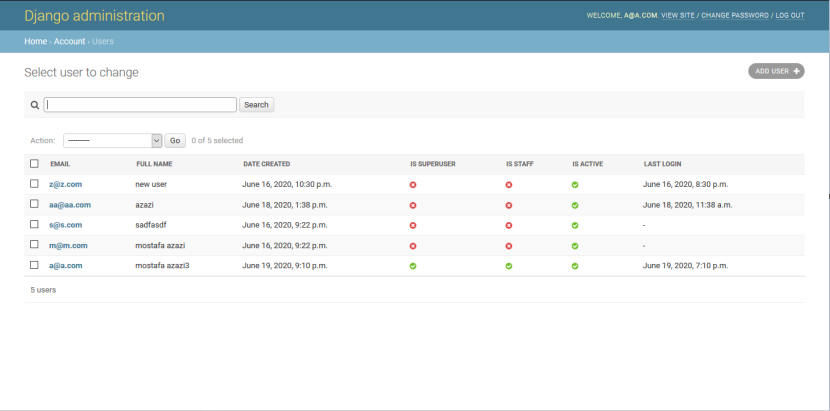 Django administration
WELCOME, A@A.COM. VIEW SITE / CHANGE PASSWORD / LOG OUT
Home › Account › Users
Select user to change
ADD USER +
Search
Action: --------- Go 0 of 5 selected
EMAIL FULL NAME DATE CREATED IS SUPERUSER IS STAFF IS ACTIVE LAST LOGIN
z@z.com new user June 16, 2020, 10:30 p.m. June 16, 2020, 8:30 p.m.
aa@aa.com azazi June 18, 2020, 1:38 p.m. June 18, 2020, 11:38 a.m.
s@s.com sadfasdf June 16, 2020, 9:22 p.m. -
m@m.com mostafa azazi June 16, 2020, 9:22 p.m. -
a@a.com mostafa azazi3 June 19, 2020, 9:10 p.m. June 19, 2020, 7:10 p.m.
5 users